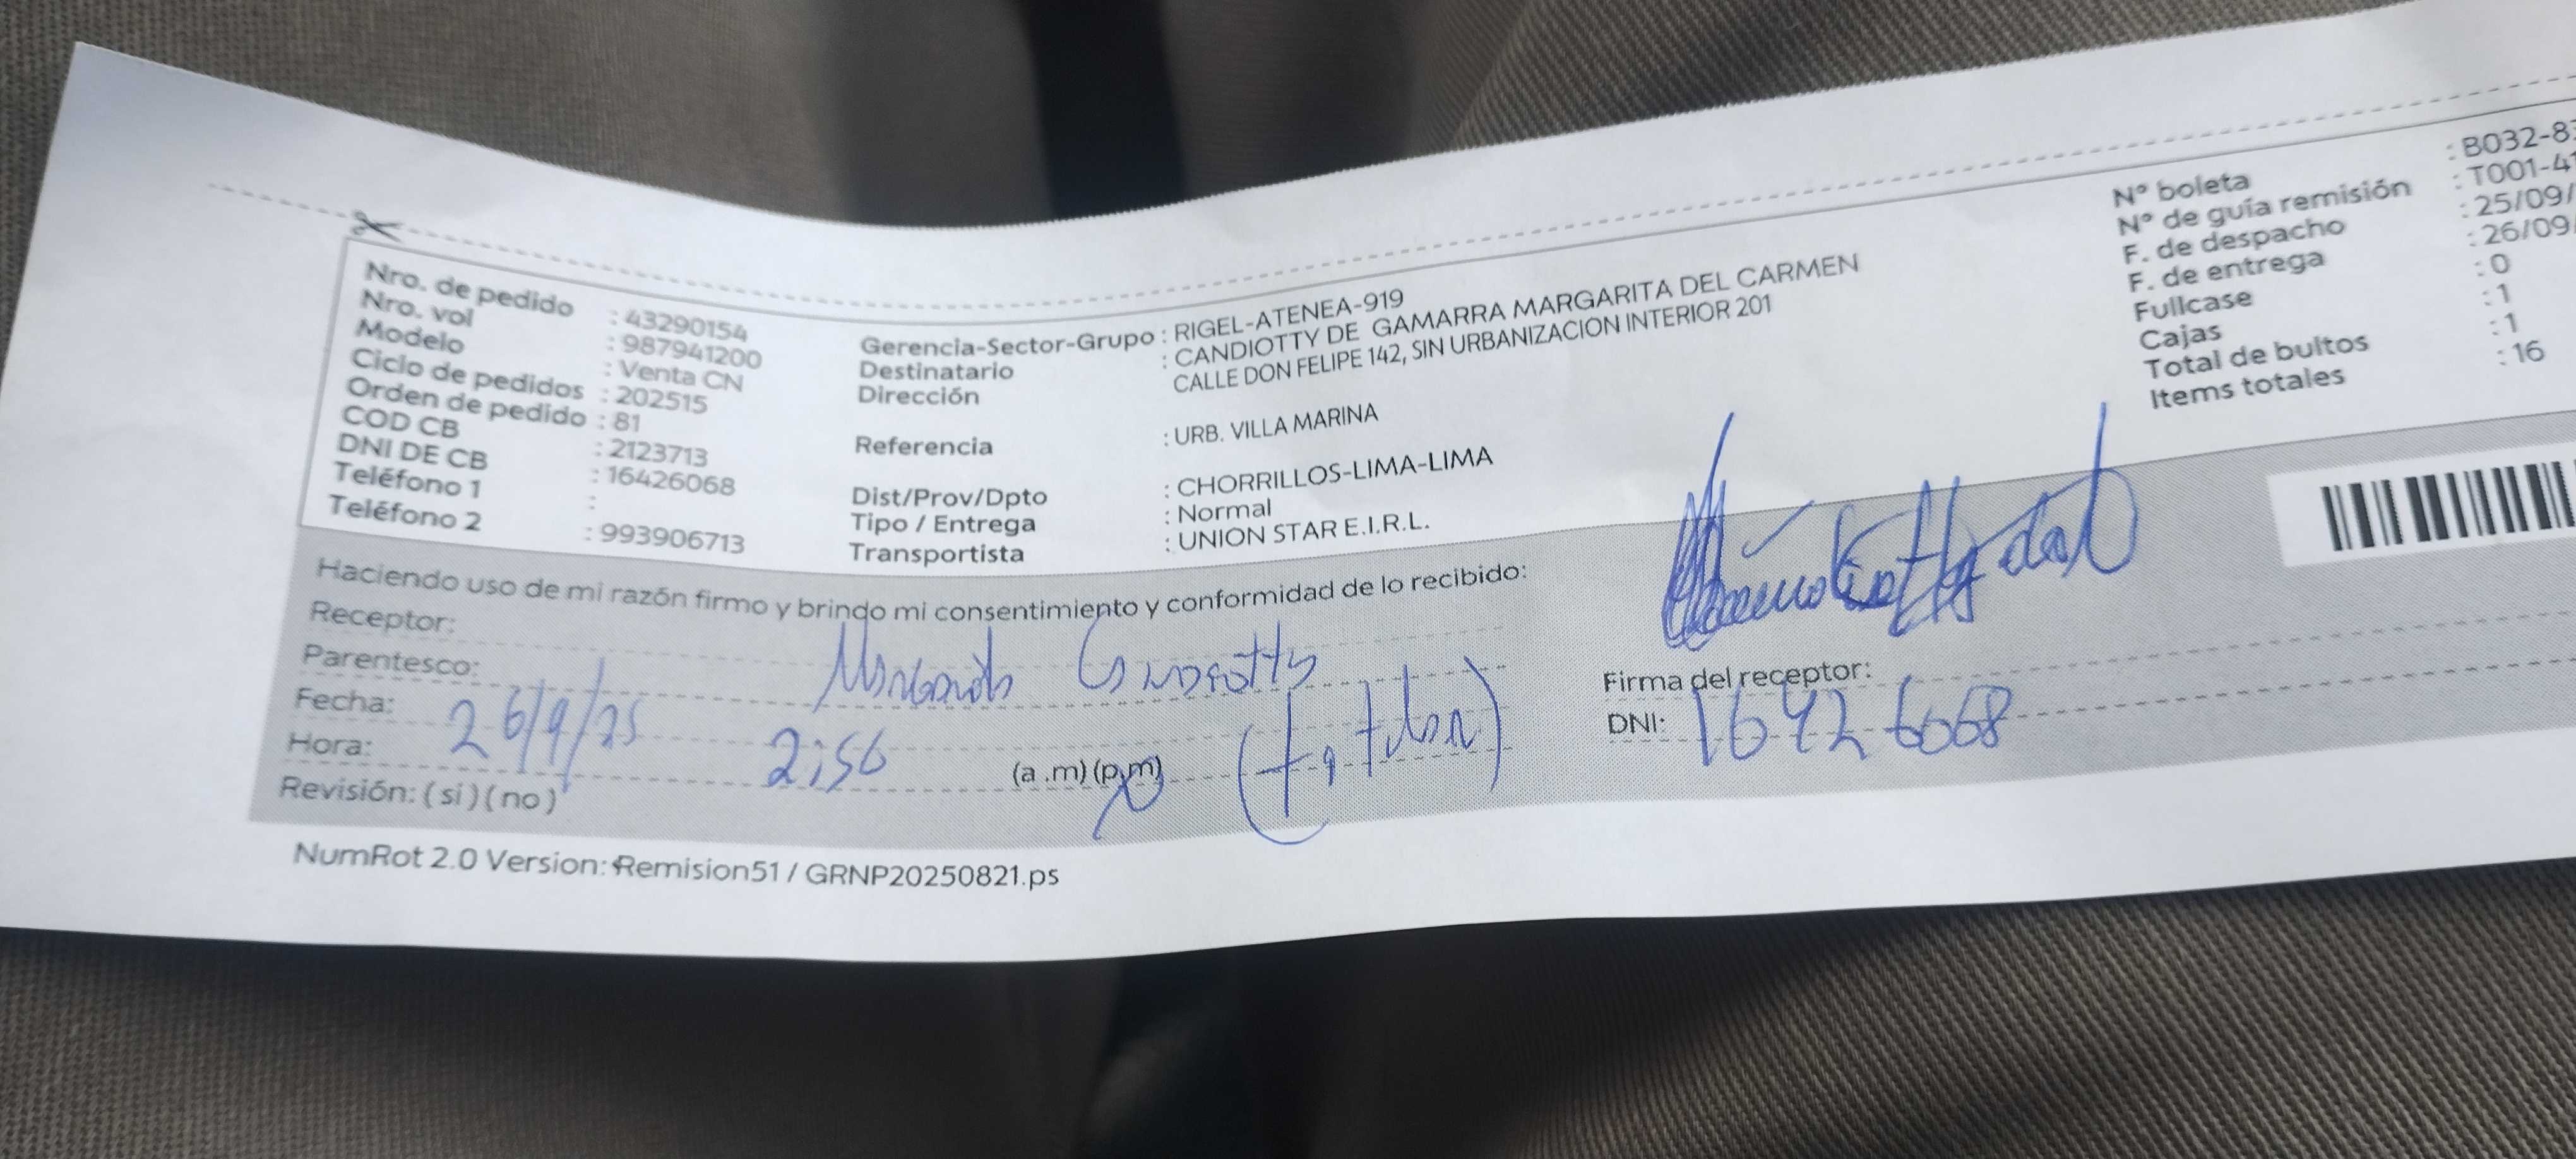 Nro. de pedido : 43290154
Nro. vol : 987941200
Modelo : Venta CN
Ciclo de pedidos : 202515
Orden de pedido : 81
COD CB : 2123713
DNI DE CB : 16426068
Teléfono 1 :
Teléfono 2 : 993906713
Gerencia-Sector-Grupo : RIGEL-ATENEA-919
Destinatario : CANDIOTTY DE GAMARRA MARGARITA DEL CARMEN
Dirección CALLE DON FELIPE 142, SIN URBANIZACION INTERIOR 201
Referencia : URB. VILLA MARINA
Dist/Prov/Dpto : CHORRILLOS-LIMA-LIMA
Tipo / Entrega : Normal
Transportista : UNION STAR E.I.R.L.
N° boleta : B032-83
N° de guía remisión : T001-41
F. de despacho : 25/09/
F. de entrega : 26/09
Fullcase : 0
Cajas : 1
Total de bultos : 1
Items totales : 16
Haciendo uso de mi razón firmo y brindo mi consentimiento y conformidad de lo recibido:
Receptor: Margarita Candiotty
Parentesco: (titular)
Fecha: 26/9/25
Hora: 2:56 (a.m) (p.m)
Revisión: ( si ) ( no )
Firma del receptor:
DNI: 16426068
NumRot 2.0 Version: Remision51 / GRNP20250821.ps